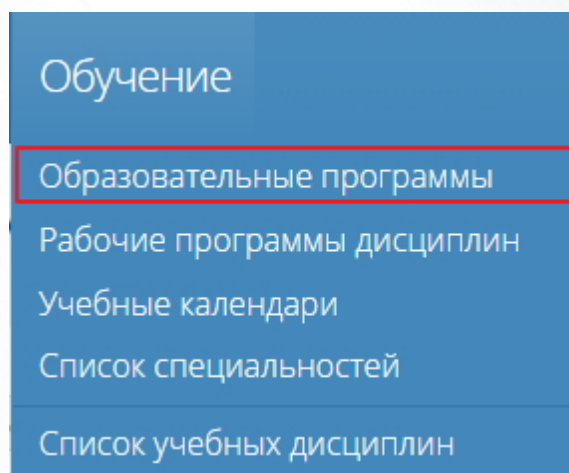 Обучение
Образовательные программы
Рабочие программы дисциплин
Учебные календари
Список специальностей
Список учебных дисциплин